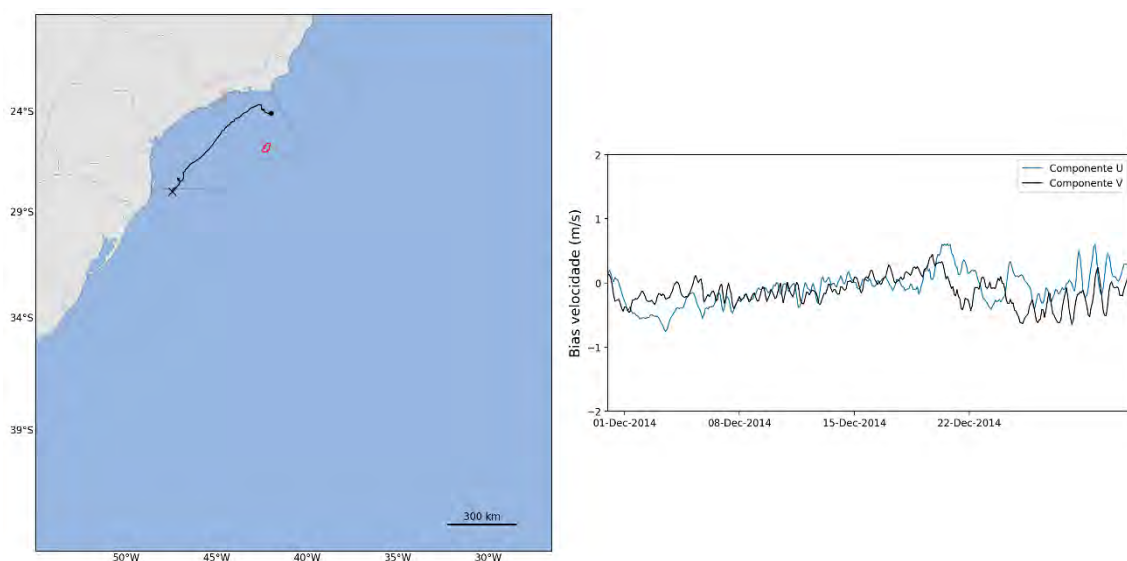 24°S
29°S
34°S
39°S
300 km
50°W
45°W
40°W
35°W
30°W
Componente U
Componente V
Bias velocidade (m/s)
2
1
0
−1
−2
01-Dec-2014
08-Dec-2014
15-Dec-2014
22-Dec-2014